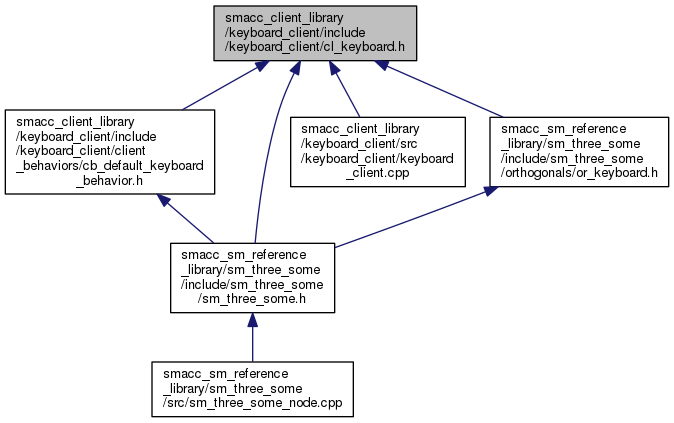 smacc_client_library
/keyboard_client/include
/keyboard_client/cl_keyboard.h
smacc_client_library
/keyboard_client/include
/keyboard_client/client
_behaviors/cb_default_keyboard
_behavior.h
smacc_client_library
/keyboard_client/src
/keyboard_client/keyboard
_client.cpp
smacc_sm_reference
_library/sm_three_some
/include/sm_three_some
/orthogonals/or_keyboard.h
smacc_sm_reference
_library/sm_three_some
/include/sm_three_some
/sm_three_some.h
smacc_sm_reference
_library/sm_three_some
/src/sm_three_some_node.cpp